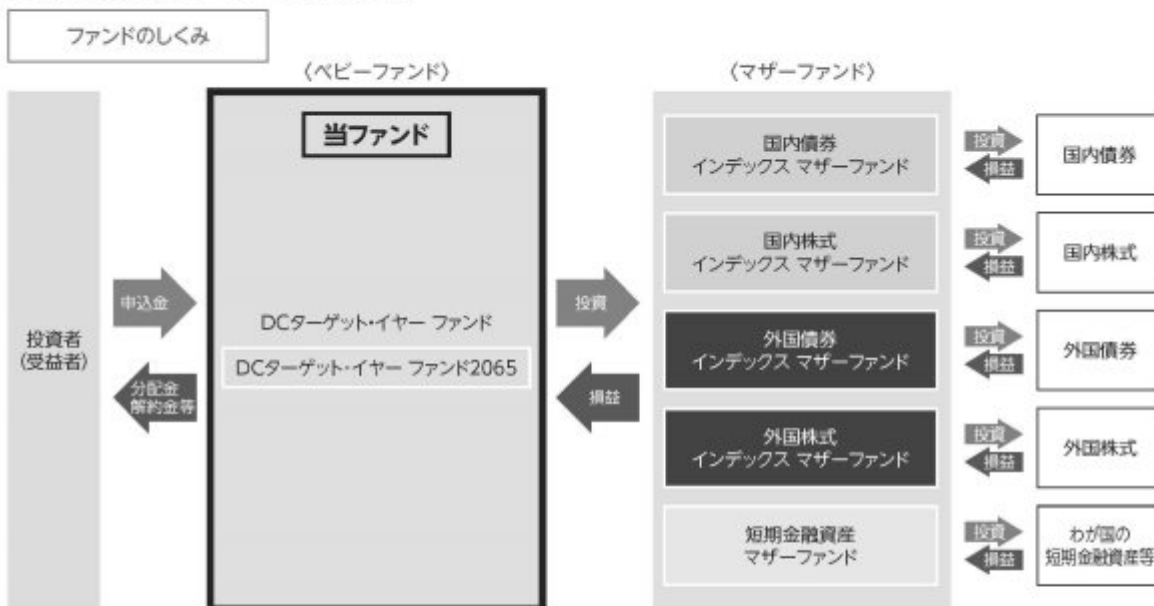 ファンドのしくみ
〈ベビーファンド〉
〈マザーファンド〉
投資者
(受益者)
申込金
分配金
解約金等
当ファンド
DCターゲット・イヤー ファンド
DCターゲット・イヤー ファンド2065
投資
損益
国内債券
インデックス マザーファンド
投資
損益
国内債券
国内株式
インデックス マザーファンド
投資
損益
国内株式
外国債券
インデックス マザーファンド
投資
損益
外国債券
外国株式
インデックス マザーファンド
投資
損益
外国株式
短期金融資産
マザーファンド
投資
損益
わが国の
短期金融資産等